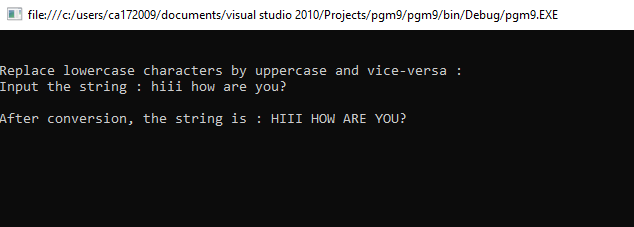 file:///c:/users/ca172009/documents/visual studio 2010/Projects/pgm9/pgm9/bin/Debug/pgm9.EXE
Replace lowercase characters by uppercase and vice-versa :
Input the string : hiii how are you?
After conversion, the string is : HIII HOW ARE YOU?